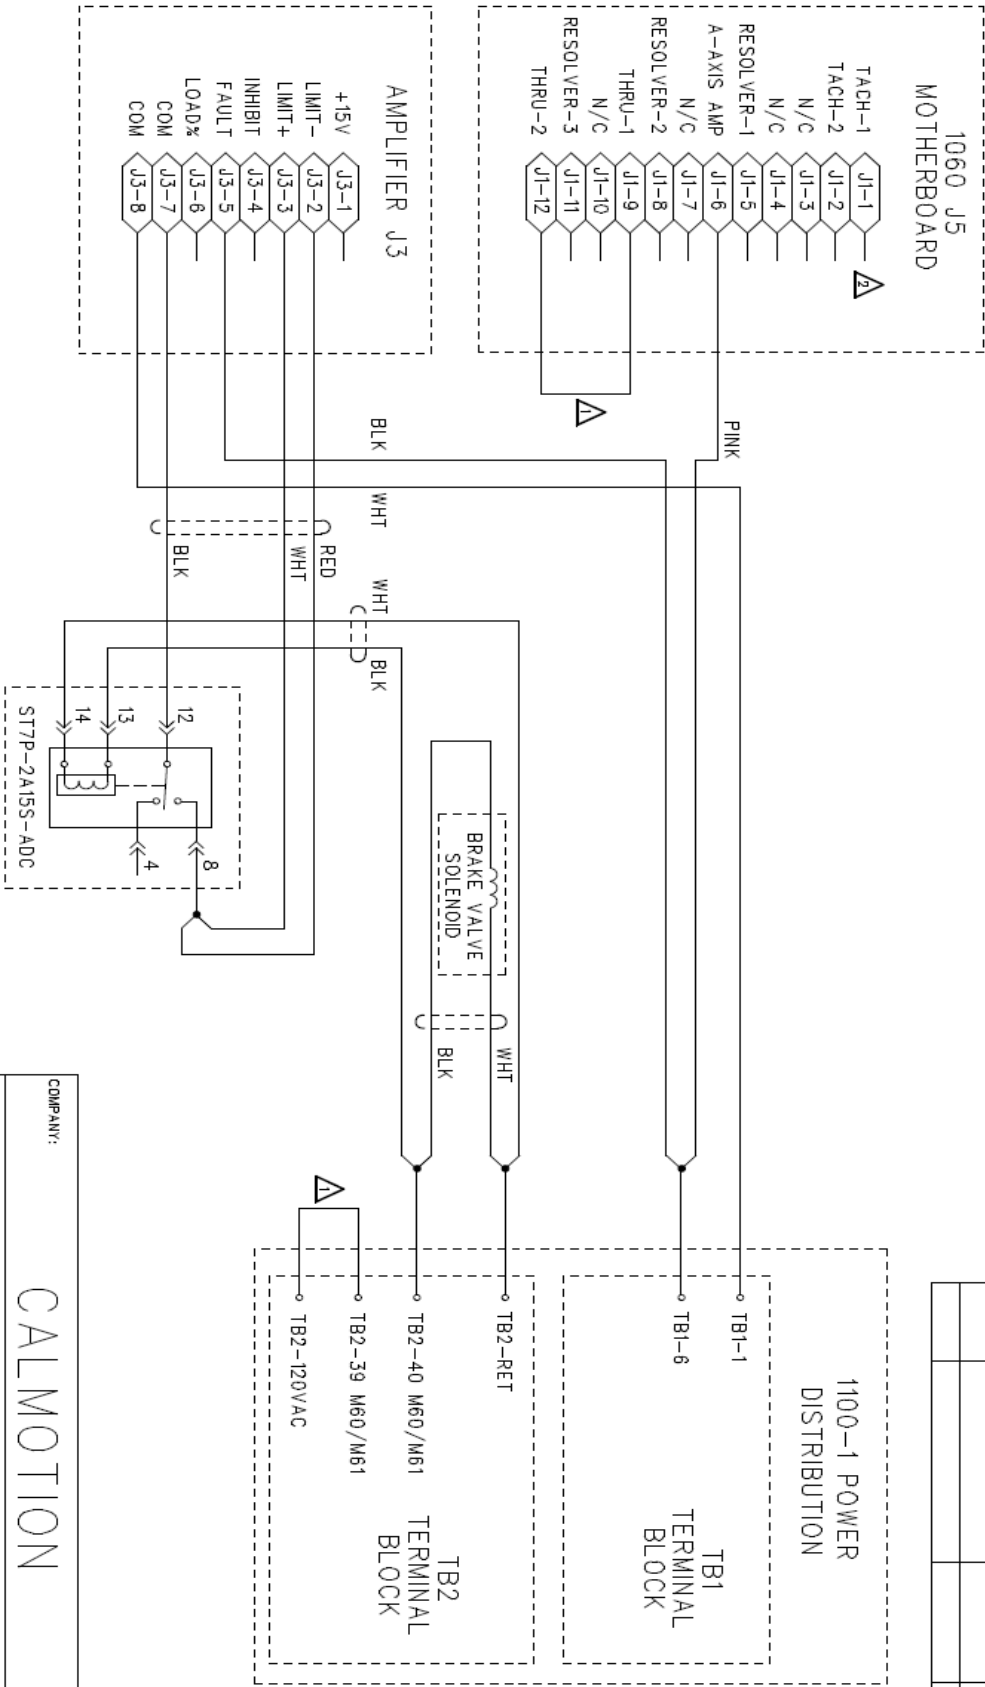 1060 J5
MOTHERBOARD
TACH-1
J1-1
2
TACH-2
J1-2
N/C
J1-3
N/C
J1-4
RESOLVER-1
J1-5
A-AXIS AMP
J1-6
N/C
J1-7
RESOLVER-2
J1-8
THRU-1
J1-9
N/C
J1-10
RESOLVER-3
J1-11
THRU-2
J1-12
1
PINK
AMPLIFIER J3
+15V
J3-1
LIMIT-
J3-2
LIMIT+
J3-3
INHIBIT
J3-4
FAULT
J3-5
LOAD%
J3-6
COM
J3-7
COM
J3-8
BLK
WHT
RED
WHT
BLK
WHT
BLK
12
13
14
8
4
ST7P-2A15S-ADC
BRAKE VALVE
SOLENOID
WHT
BLK
1
1100-1 POWER
DISTRIBUTION
TB1-1
TB1-6
TB1
TERMINAL
BLOCK
TB2-RET
TB2-40 M60/M61
TB2-39 M60/M61
TB2-120VAC
TB2
TERMINAL
BLOCK
COMPANY:
CALMOTION